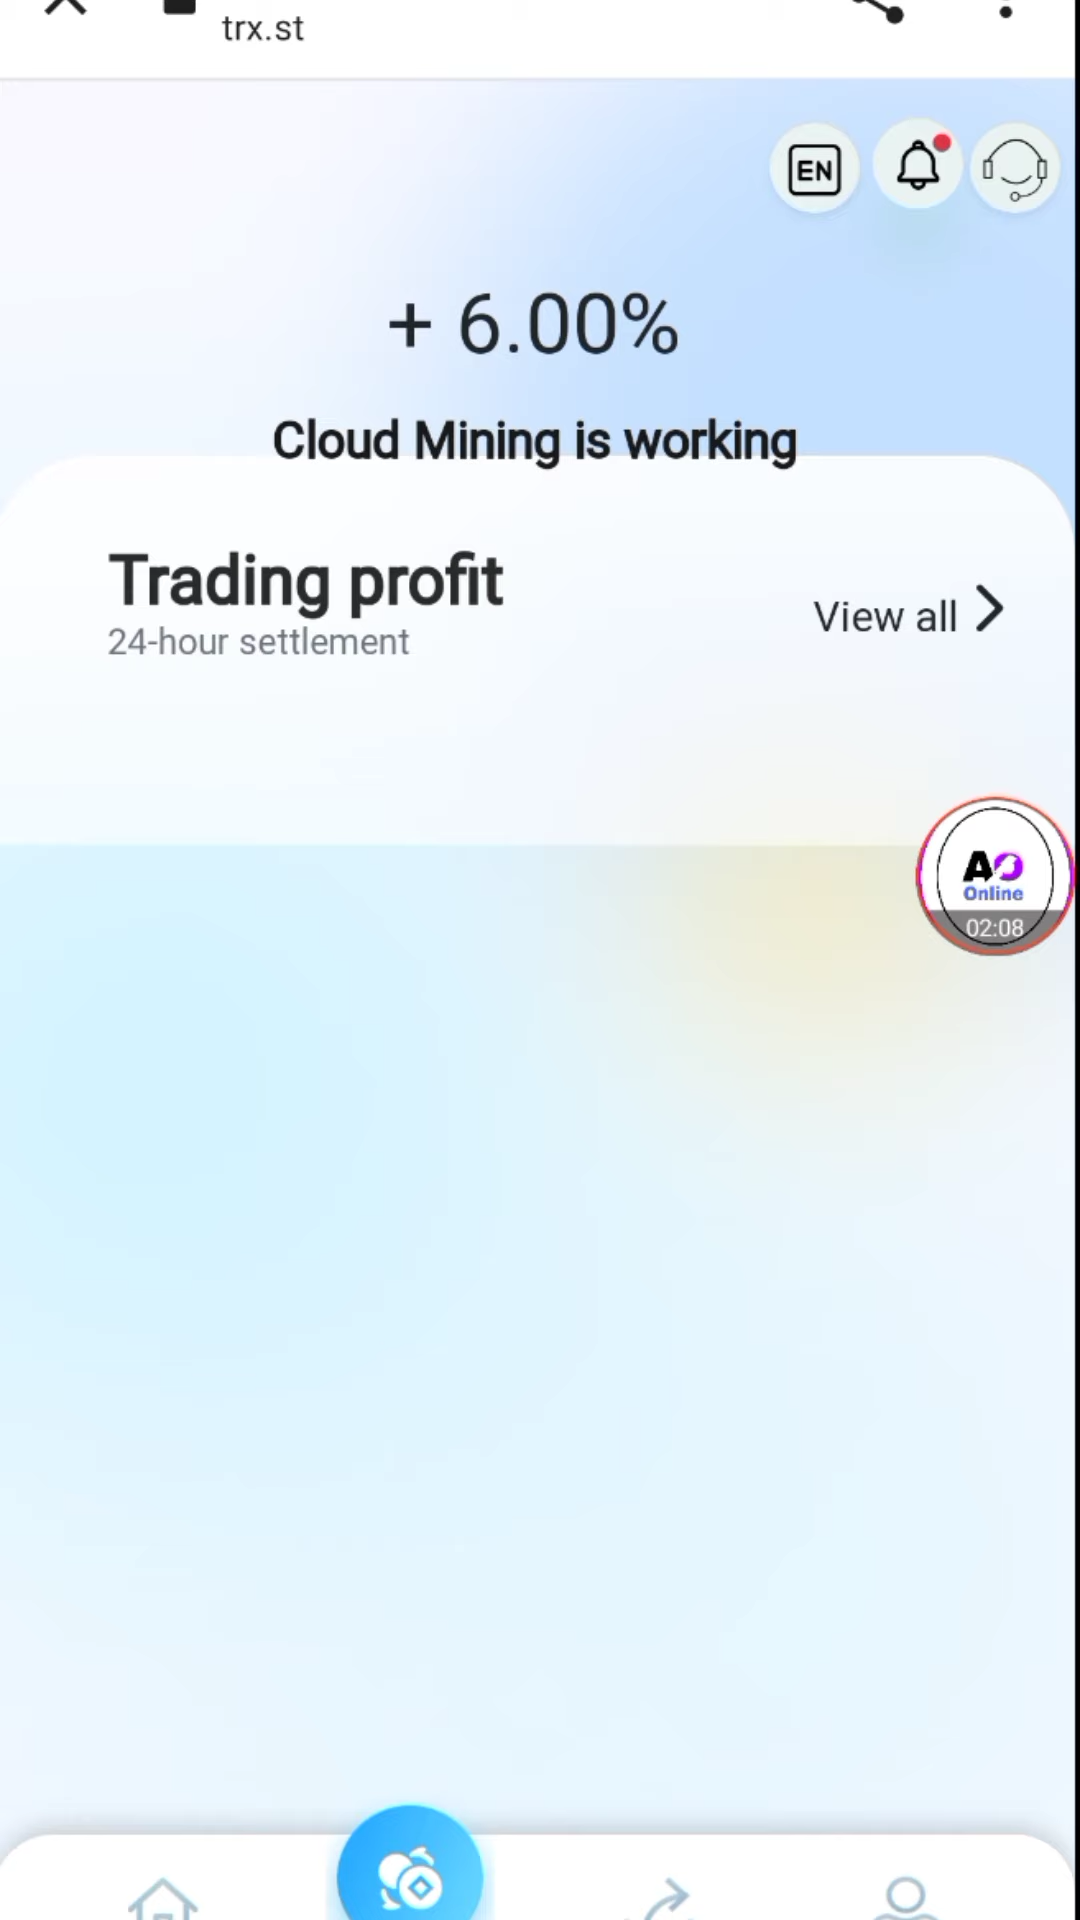 trx.st
EN
+ 6.00%
Cloud Mining is working
Trading profit
24-hour settlement
View all
AO
Online
02:08